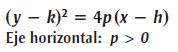 (y − k)² = 4p(x − h)
Eje horizontal: p > 0